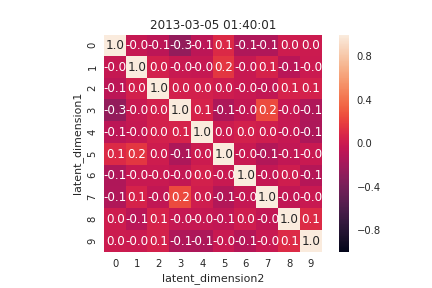 2013-03-05 01:40:01
0 1.0 -0.0 -0.1 -0.3 -0.1 0.1 -0.1 -0.1 0.0 0.0
1 -0.0 1.0 0.0 -0.0 -0.0 0.2 -0.0 0.1 -0.1 -0.0
2 -0.1 0.0 1.0 0.0 -0.0 0.0 -0.0 0.0 0.1 0.1
3 -0.3 -0.0 0.0 1.0 0.1 -0.1 0.0 0.2 -0.0 -0.1
4 -0.1 -0.0 -0.0 0.1 1.0 0.0 0.0 0.0 -0.0 -0.1
5 0.1 0.2 0.0 -0.1 0.0 1.0 -0.0 -0.1 -0.1 -0.0
6 -0.1 -0.0 -0.0 0.0 0.0 -0.0 1.0 -0.0 0.0 -0.1
7 -0.1 0.1 0.0 0.2 0.0 -0.1 -0.0 1.0 -0.0 -0.0
8 0.0 -0.1 0.1 -0.0 -0.0 -0.1 0.0 -0.0 1.0 0.1
9 0.0 -0.0 0.1 -0.1 -0.1 -0.0 -0.1 -0.0 0.1 1.0
0 1 2 3 4 5 6 7 8 9
latent_dimension2
latent_dimension1
0.8
0.4
0.0
-0.4
-0.8